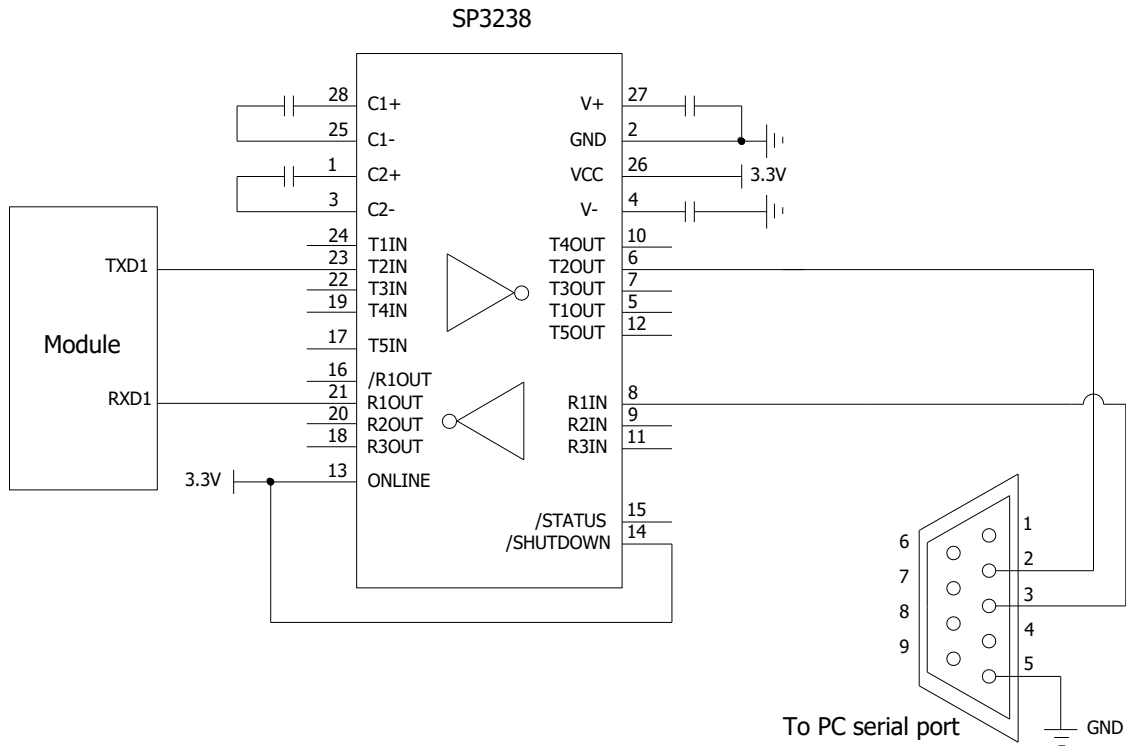 SP3238
28 C1+ V+ 27
25 C1- GND 2
1 C2+ VCC 26 3.3V
3 C2- V- 4
24 T1IN T4OUT 10
TXD1 23 T2IN T2OUT 6
22 T3IN T3OUT 7
19 T4IN T1OUT 5
17 T5IN T5OUT 12
Module
16 /R1OUT
RXD1 21 R1OUT R1IN 8
20 R2OUT R2IN 9
18 R3OUT R3IN 11
3.3V 13 ONLINE
/STATUS 15
/SHUTDOWN 14
1
6
2
7
3
8
4
9
5
To PC serial port GND